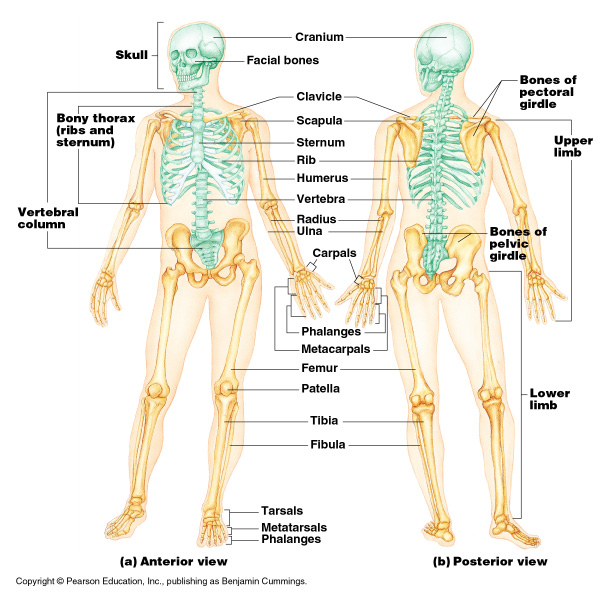 Skull
Cranium
Facial bones
Clavicle
Scapula
Sternum
Rib
Humerus
Vertebra
Radius
Ulna
Carpals
Phalanges
Metacarpals
Femur
Patella
Tibia
Fibula
Tarsals
Metatarsals
Phalanges
Bony thorax
(ribs and
sternum)
Vertebral
column
Bones of
pectoral
girdle
Upper
limb
Bones of
pelvic
girdle
Lower
limb
(a) Anterior view
(b) Posterior view
Copyright © Pearson Education, Inc., publishing as Benjamin Cummings.